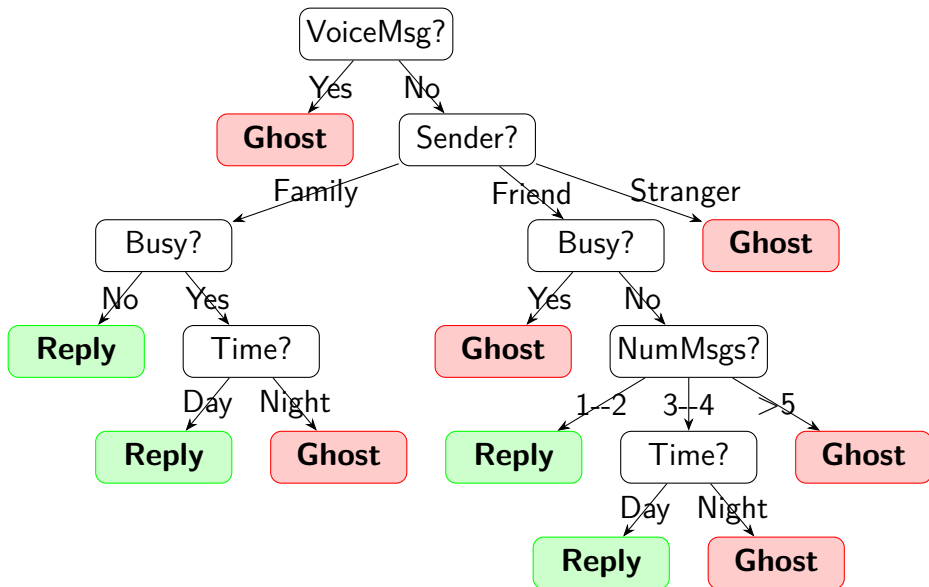 VoiceMsg?
Yes No
Ghost Sender?
Family Friend Stranger
Busy? Busy? Ghost
No Yes Yes No
Reply Time? Ghost NumMsgs?
Day Night 1--2 3--4 >5
Reply Ghost Reply Time? Ghost
Day Night
Reply Ghost